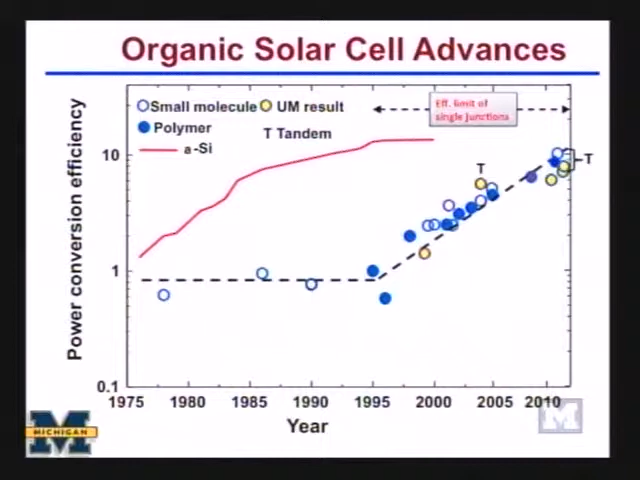 Organic Solar Cell Advances
Small molecule UM result
Polymer
T Tandem
a-Si
Eff. limit of
single junctions
T
T
Power conversion efficiency
10
1
0.1
1975 1980 1985 1990 1995 2000 2005 2010
Year
M
MICHIGAN
M